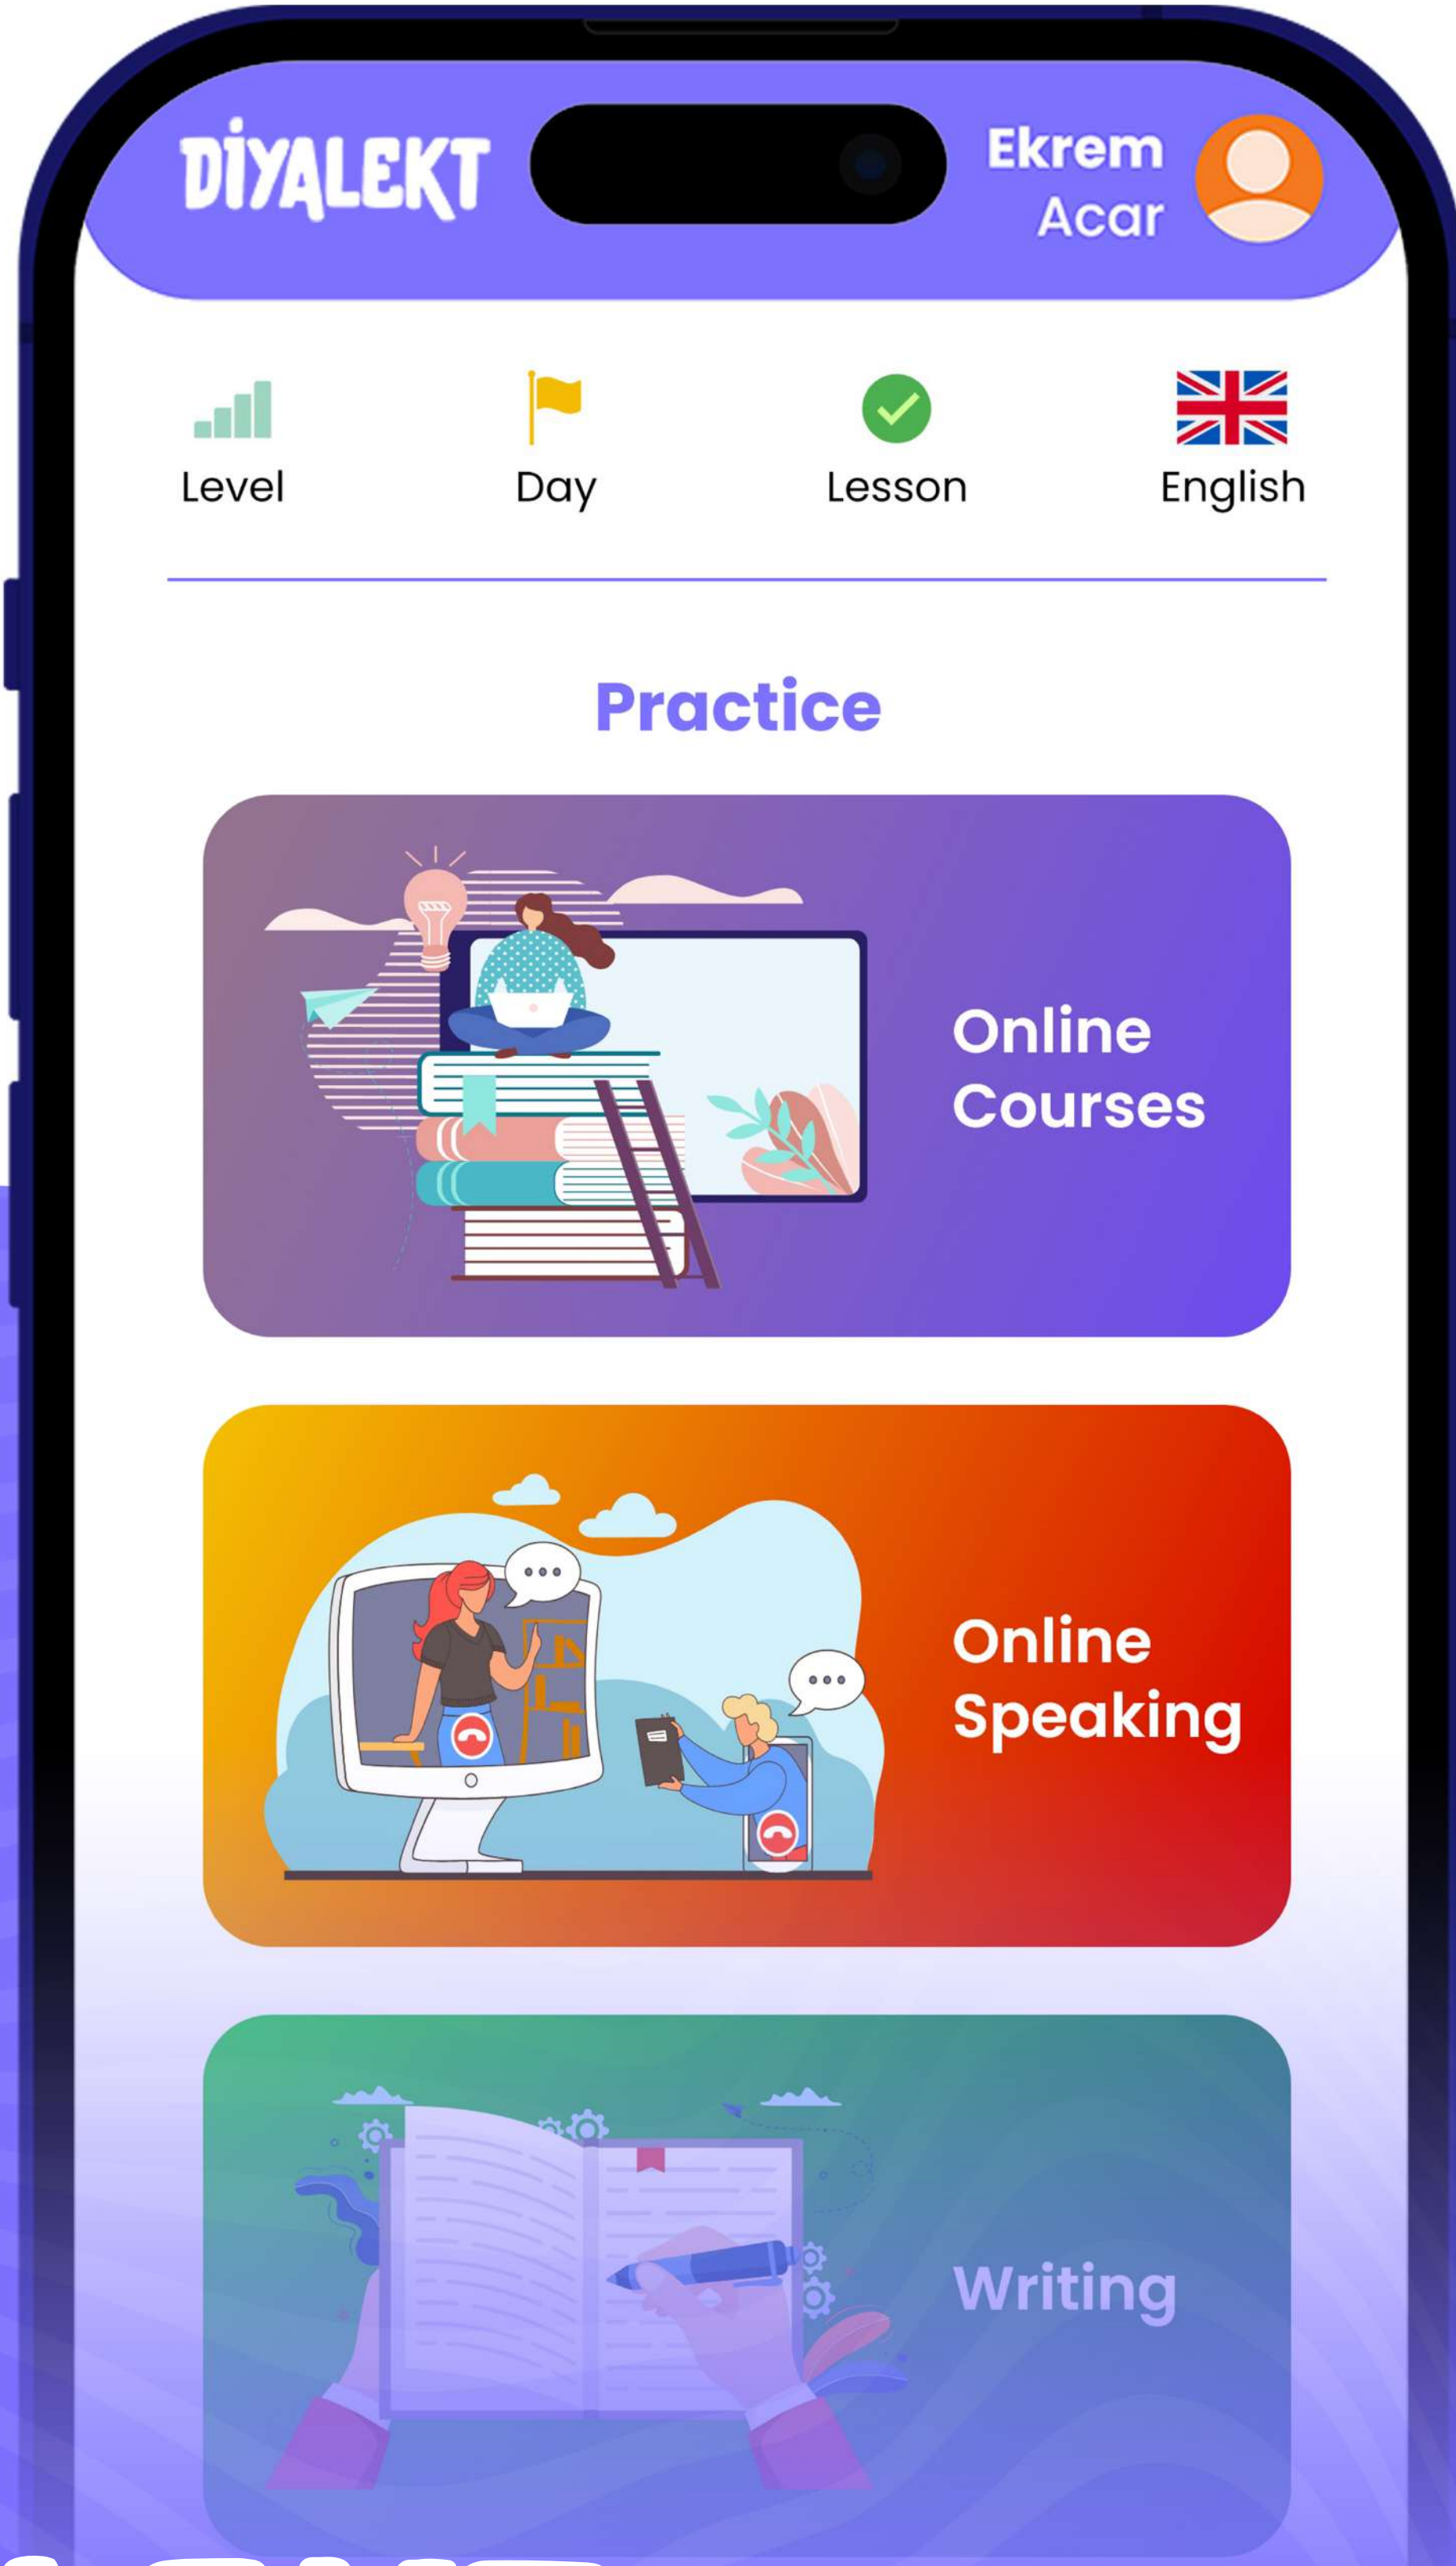 DİYALEKT
Ekrem
Acar
Level
Day
Lesson
English
Practice
Online
Courses
Online
Speaking
Writing